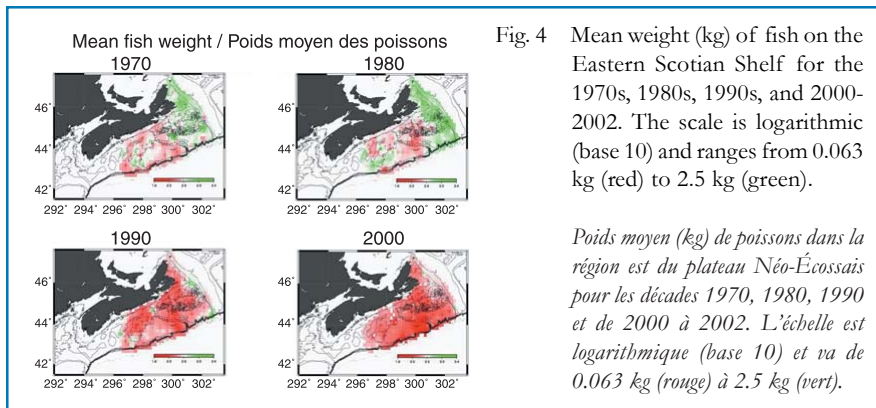 Mean fish weight / Poids moyen des poissons
1970
1980
46˚
44˚
42˚
292˚ 294˚ 296˚ 298˚ 300˚ 302˚
46˚
44˚
42˚
292˚ 294˚ 296˚ 298˚ 300˚ 302˚
1990
2000
46˚
44˚
42˚
292˚ 294˚ 296˚ 298˚ 300˚ 302˚
46˚
44˚
42˚
292˚ 294˚ 296˚ 298˚ 300˚ 302˚
Fig. 4 Mean weight (kg) of fish on the
Eastern Scotian Shelf for the
1970s, 1980s, 1990s, and 2000-
2002. The scale is logarithmic
(base 10) and ranges from 0.063
kg (red) to 2.5 kg (green).
Poids moyen (kg) de poissons dans la
région est du plateau Néo-Écossais
pour les décades 1970, 1980, 1990
et de 2000 à 2002. L'échelle est
logarithmique (base 10) et va de
0.063 kg (rouge) à 2.5 kg (vert).